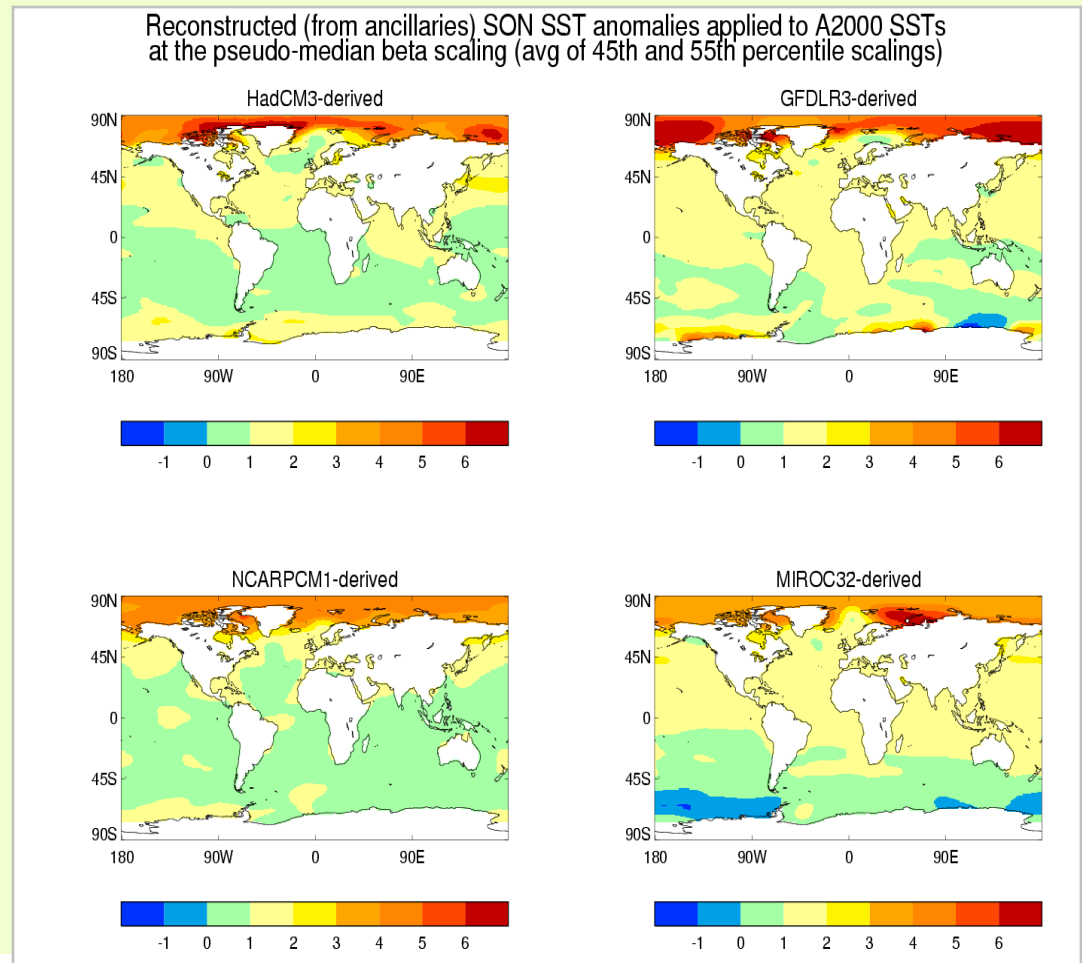 Reconstructed (from ancillaries) SON SST anomalies applied to A2000 SSTs
at the pseudo-median beta scaling (avg of 45th and 55th percentile scalings)
HadCM3-derived
90N
45N
0
45S
90S
180 90W 0 90E
-1 0 1 2 3 4 5 6
GFDLR3-derived
90N
45N
0
45S
90S
180 90W 0 90E
-1 0 1 2 3 4 5 6
NCARPCM1-derived
90N
45N
0
45S
90S
180 90W 0 90E
-1 0 1 2 3 4 5 6
MIROC32-derived
90N
45N
0
45S
90S
180 90W 0 90E
-1 0 1 2 3 4 5 6